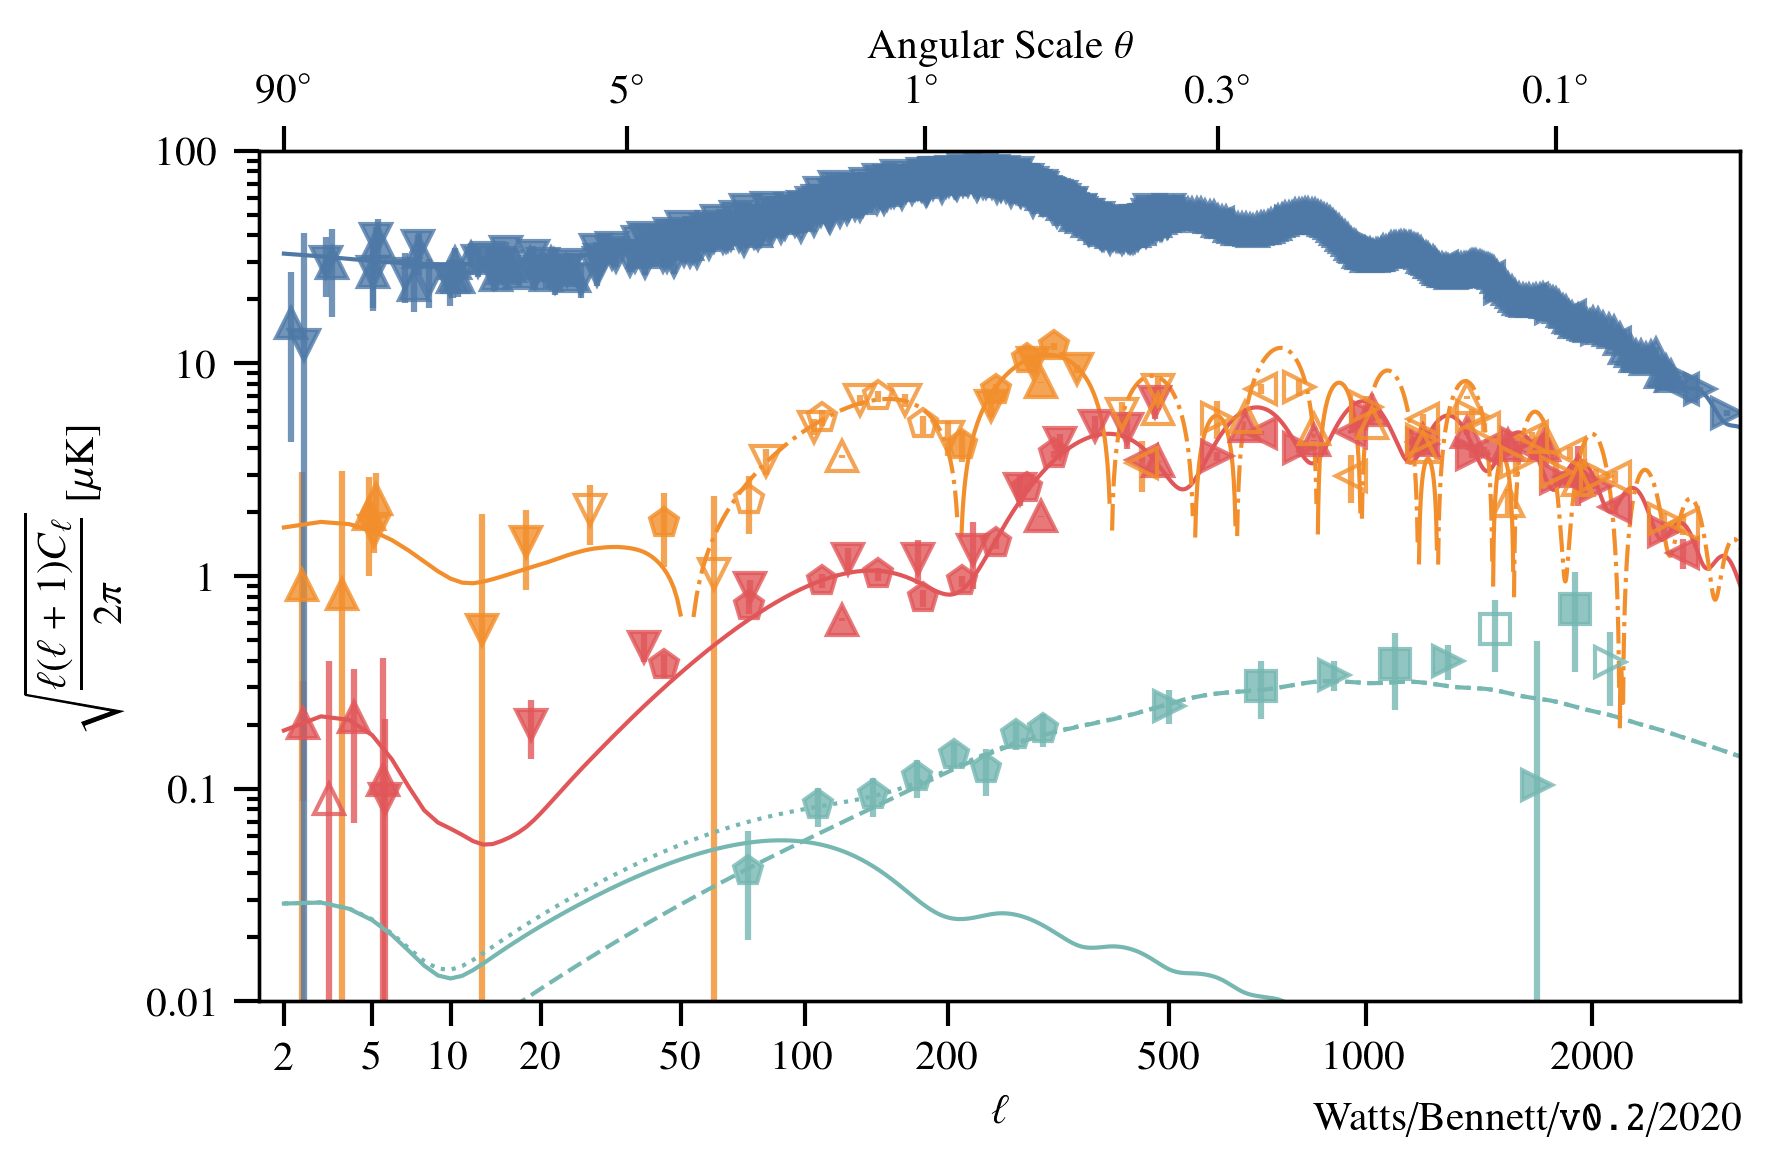 Angular Scale θ
90° 5° 1° 0.3° 0.1°
100
10
1
0.1
0.01
√(ℓ(ℓ + 1)Cℓ / 2π) [μK]
2 5 10 20 50 100 200 500 1000 2000
ℓ
Watts/Bennett/v0.2/2020